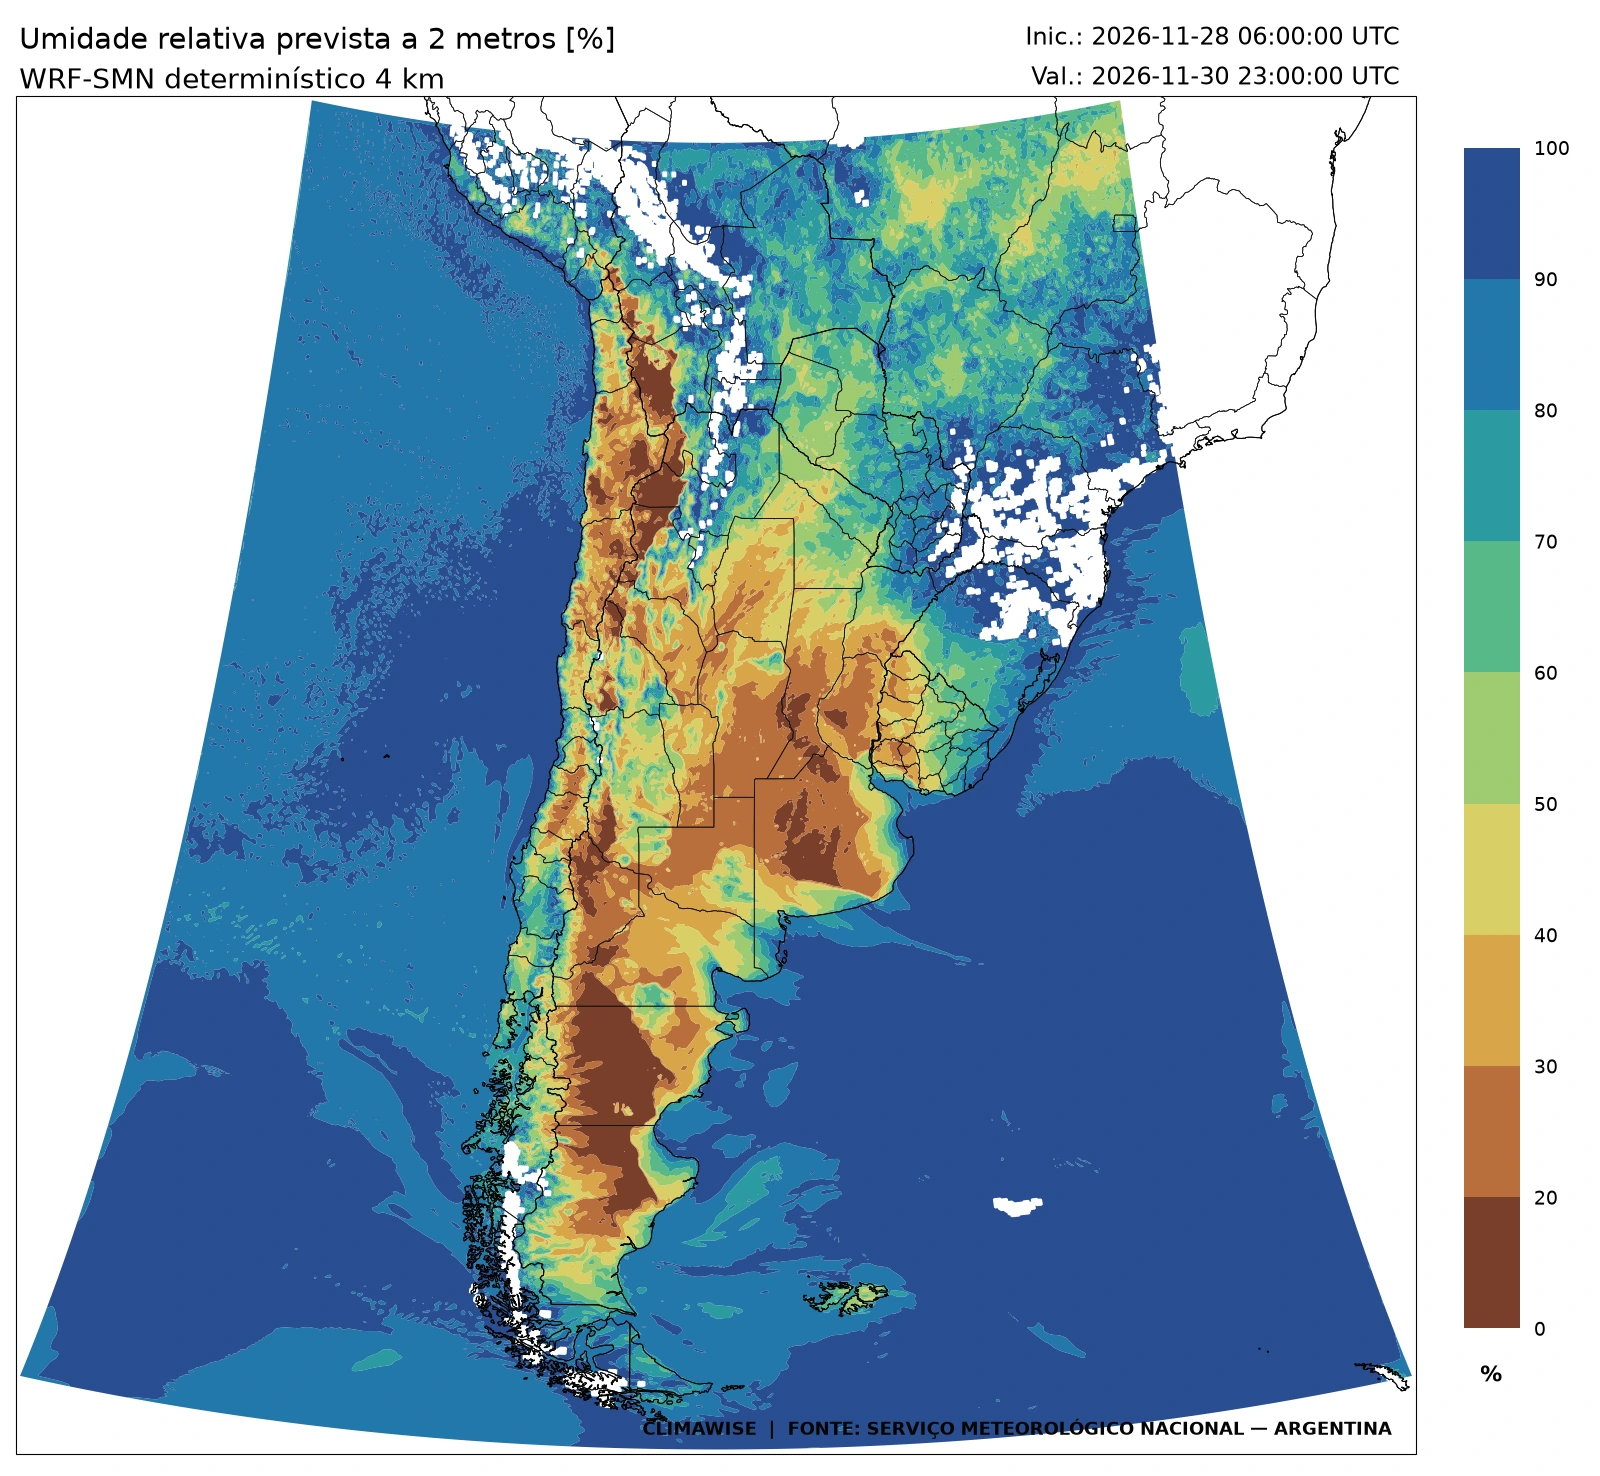 Umidade relativa prevista a 2 metros [%]
WRF-SMN determinístico 4 km
Inic.: 2026-11-28 06:00:00 UTC
Val.: 2026-11-30 23:00:00 UTC
100
90
80
70
60
50
40
30
20
0
%
CLIMAWISE | FONTE: SERVIÇO METEOROLÓGICO NACIONAL — ARGENTINA